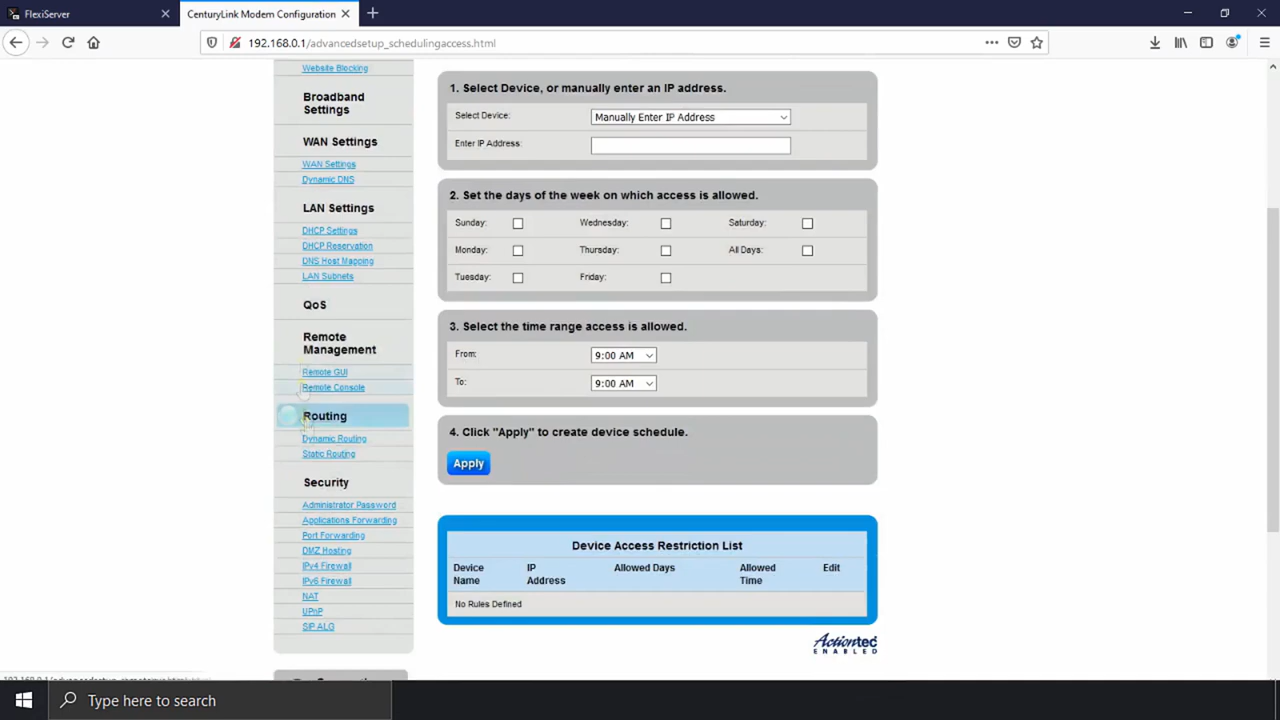 FlexiServer
CenturyLink Modem Configuration
192.168.0.1/advancedsetup_schedulingaccess.html
Website Blocking
Broadband
Settings
WAN Settings
WAN Settings
Dynamic DNS
LAN Settings
DHCP Settings
DHCP Reservation
DNS Host Mapping
LAN Subnets
QoS
Remote
Management
Remote GUI
Remote Console
Routing
Dynamic Routing
Static Routing
Security
Administrator Password
Applications Forwarding
Port Forwarding
DMZ Hosting
IPv4 Firewall
IPv6 Firewall
NAT
UPnP
SIP ALG
1. Select Device, or manually enter an IP address.
Select Device: Manually Enter IP Address
Enter IP Address:
2. Set the days of the week on which access is allowed.
Sunday: Wednesday: Saturday:
Monday: Thursday: All Days:
Tuesday: Friday:
3. Select the time range access is allowed.
From: 9:00 AM
To: 9:00 AM
4. Click "Apply" to create device schedule.
Apply
Device Access Restriction List
Device Name IP Address Allowed Days Allowed Time Edit
No Rules Defined
Actiontec
ENABLED
Type here to search